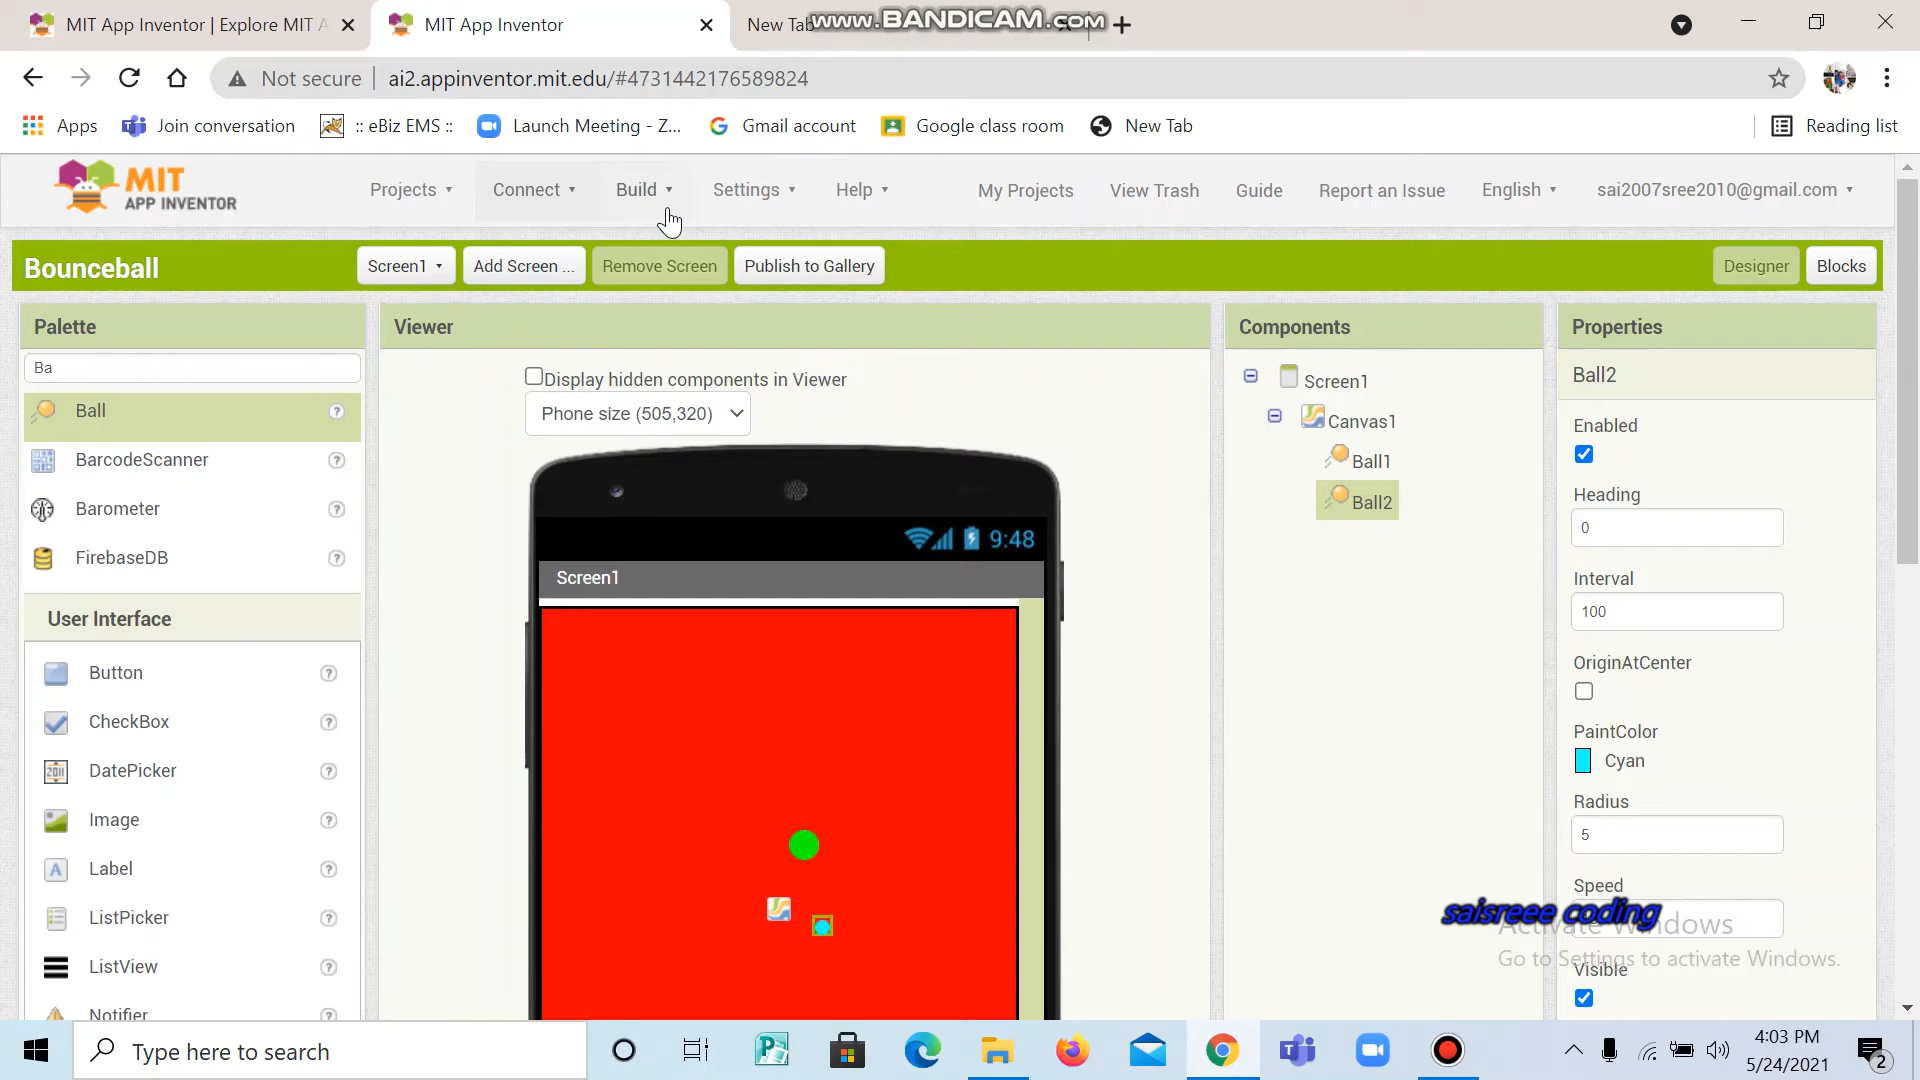 MIT App Inventor | Explore MIT A
MIT App Inventor
New Tab
www.BANDICAM.com
Not secure
ai2.appinventor.mit.edu/#4731442176589824
Apps
Join conversation
:: eBiz EMS ::
Launch Meeting - Z...
Gmail account
Google class room
New Tab
Reading list
MIT
APP INVENTOR
Projects
Connect
Build
Settings
Help
My Projects
View Trash
Guide
Report an Issue
English
sai2007sree2010@gmail.com
Bounceball
Screen1
Add Screen ...
Remove Screen
Publish to Gallery
Designer
Blocks
Palette
Ba
Ball
BarcodeScanner
Barometer
FirebaseDB
User Interface
Button
CheckBox
DatePicker
Image
Label
ListPicker
ListView
Notifier
Viewer
Display hidden components in Viewer
Phone size (505,320)
9:48
Screen1
Components
Screen1
Canvas1
Ball1
Ball2
Properties
Ball2
Enabled
Heading
0
Interval
100
OriginAtCenter
PaintColor
Cyan
Radius
5
Speed
saisreee coding
Activate Windows
Go to Settings to activate Windows.
Visible
Type here to search
4:03 PM
5/24/2021
2